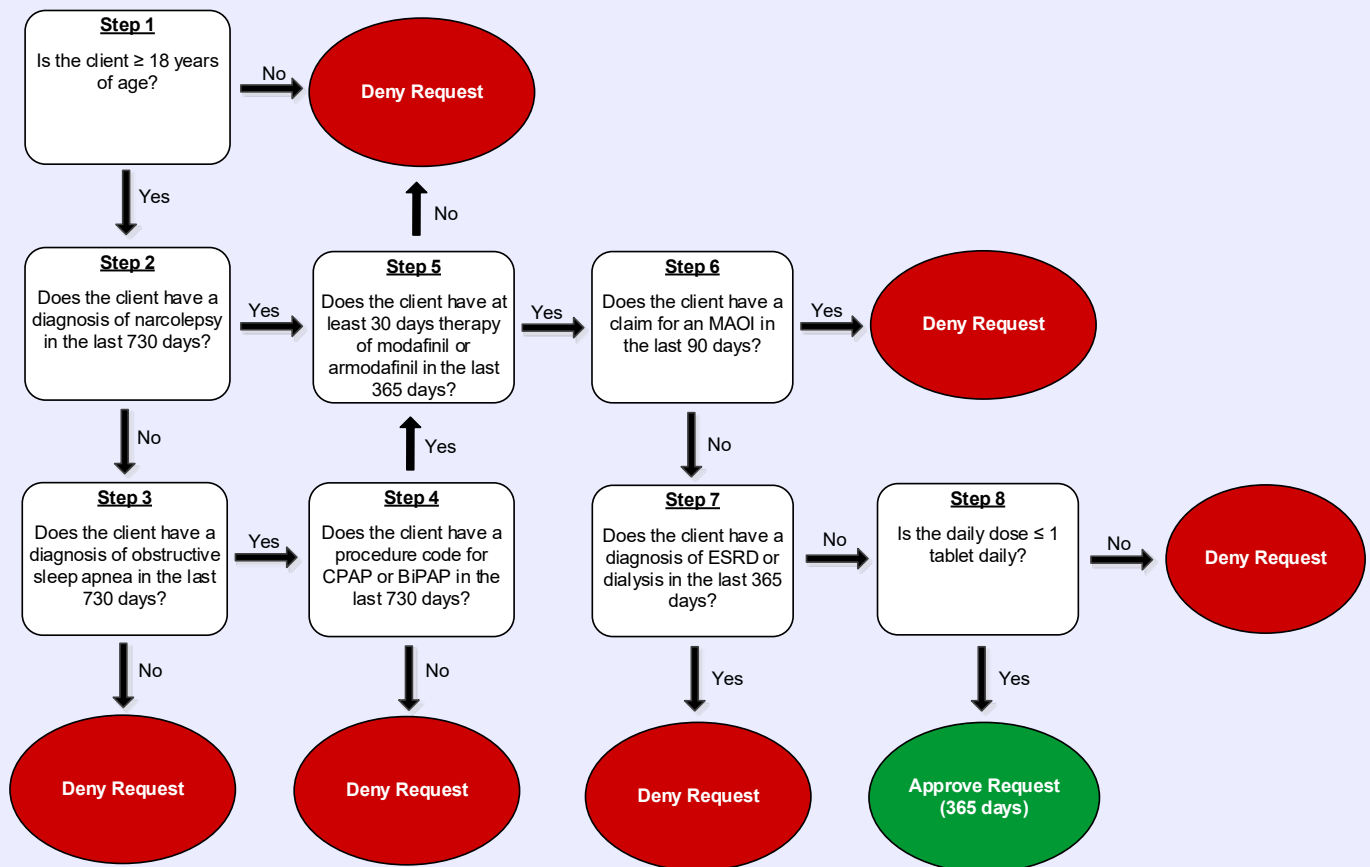 Step 1
Is the client ≥ 18 years
of age?
No
Deny Request
Yes
No
Step 2
Does the client have a
diagnosis of narcolepsy
in the last 730 days?
Yes
Step 5
Does the client have at
least 30 days therapy
of modafinil or
armodafinil in the last
365 days?
Yes
Step 6
Does the client have a
claim for an MAOI in
the last 90 days?
Yes
Deny Request
No
Yes
No
Step 3
Does the client have a
diagnosis of obstructive
sleep apnea in the last
730 days?
Yes
Step 4
Does the client have a
procedure code for
CPAP or BiPAP in the
last 730 days?
Step 7
Does the client have a
diagnosis of ESRD or
dialysis in the last 365
days?
No
Step 8
Is the daily dose ≤ 1
tablet daily?
No
Deny Request
No
No
Yes
Yes
Deny Request
Deny Request
Deny Request
Approve Request
(365 days)